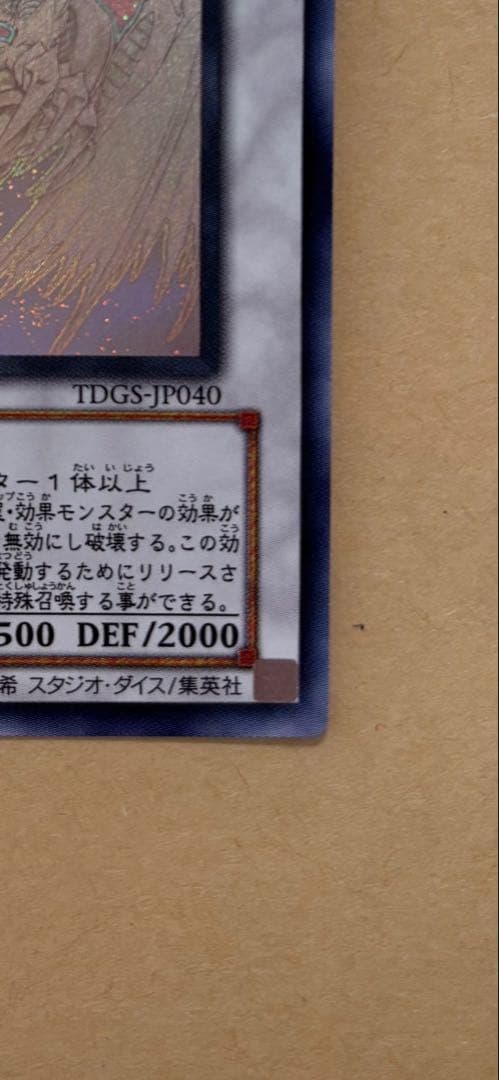 TDGS-JP040
ター1体以上
・効果モンスターの効果が
無効にし破壊する。この効
発動するためにリリースさ
特殊召喚する事ができる。
500 DEF/2000
希 スタジオ・ダイス/集英社